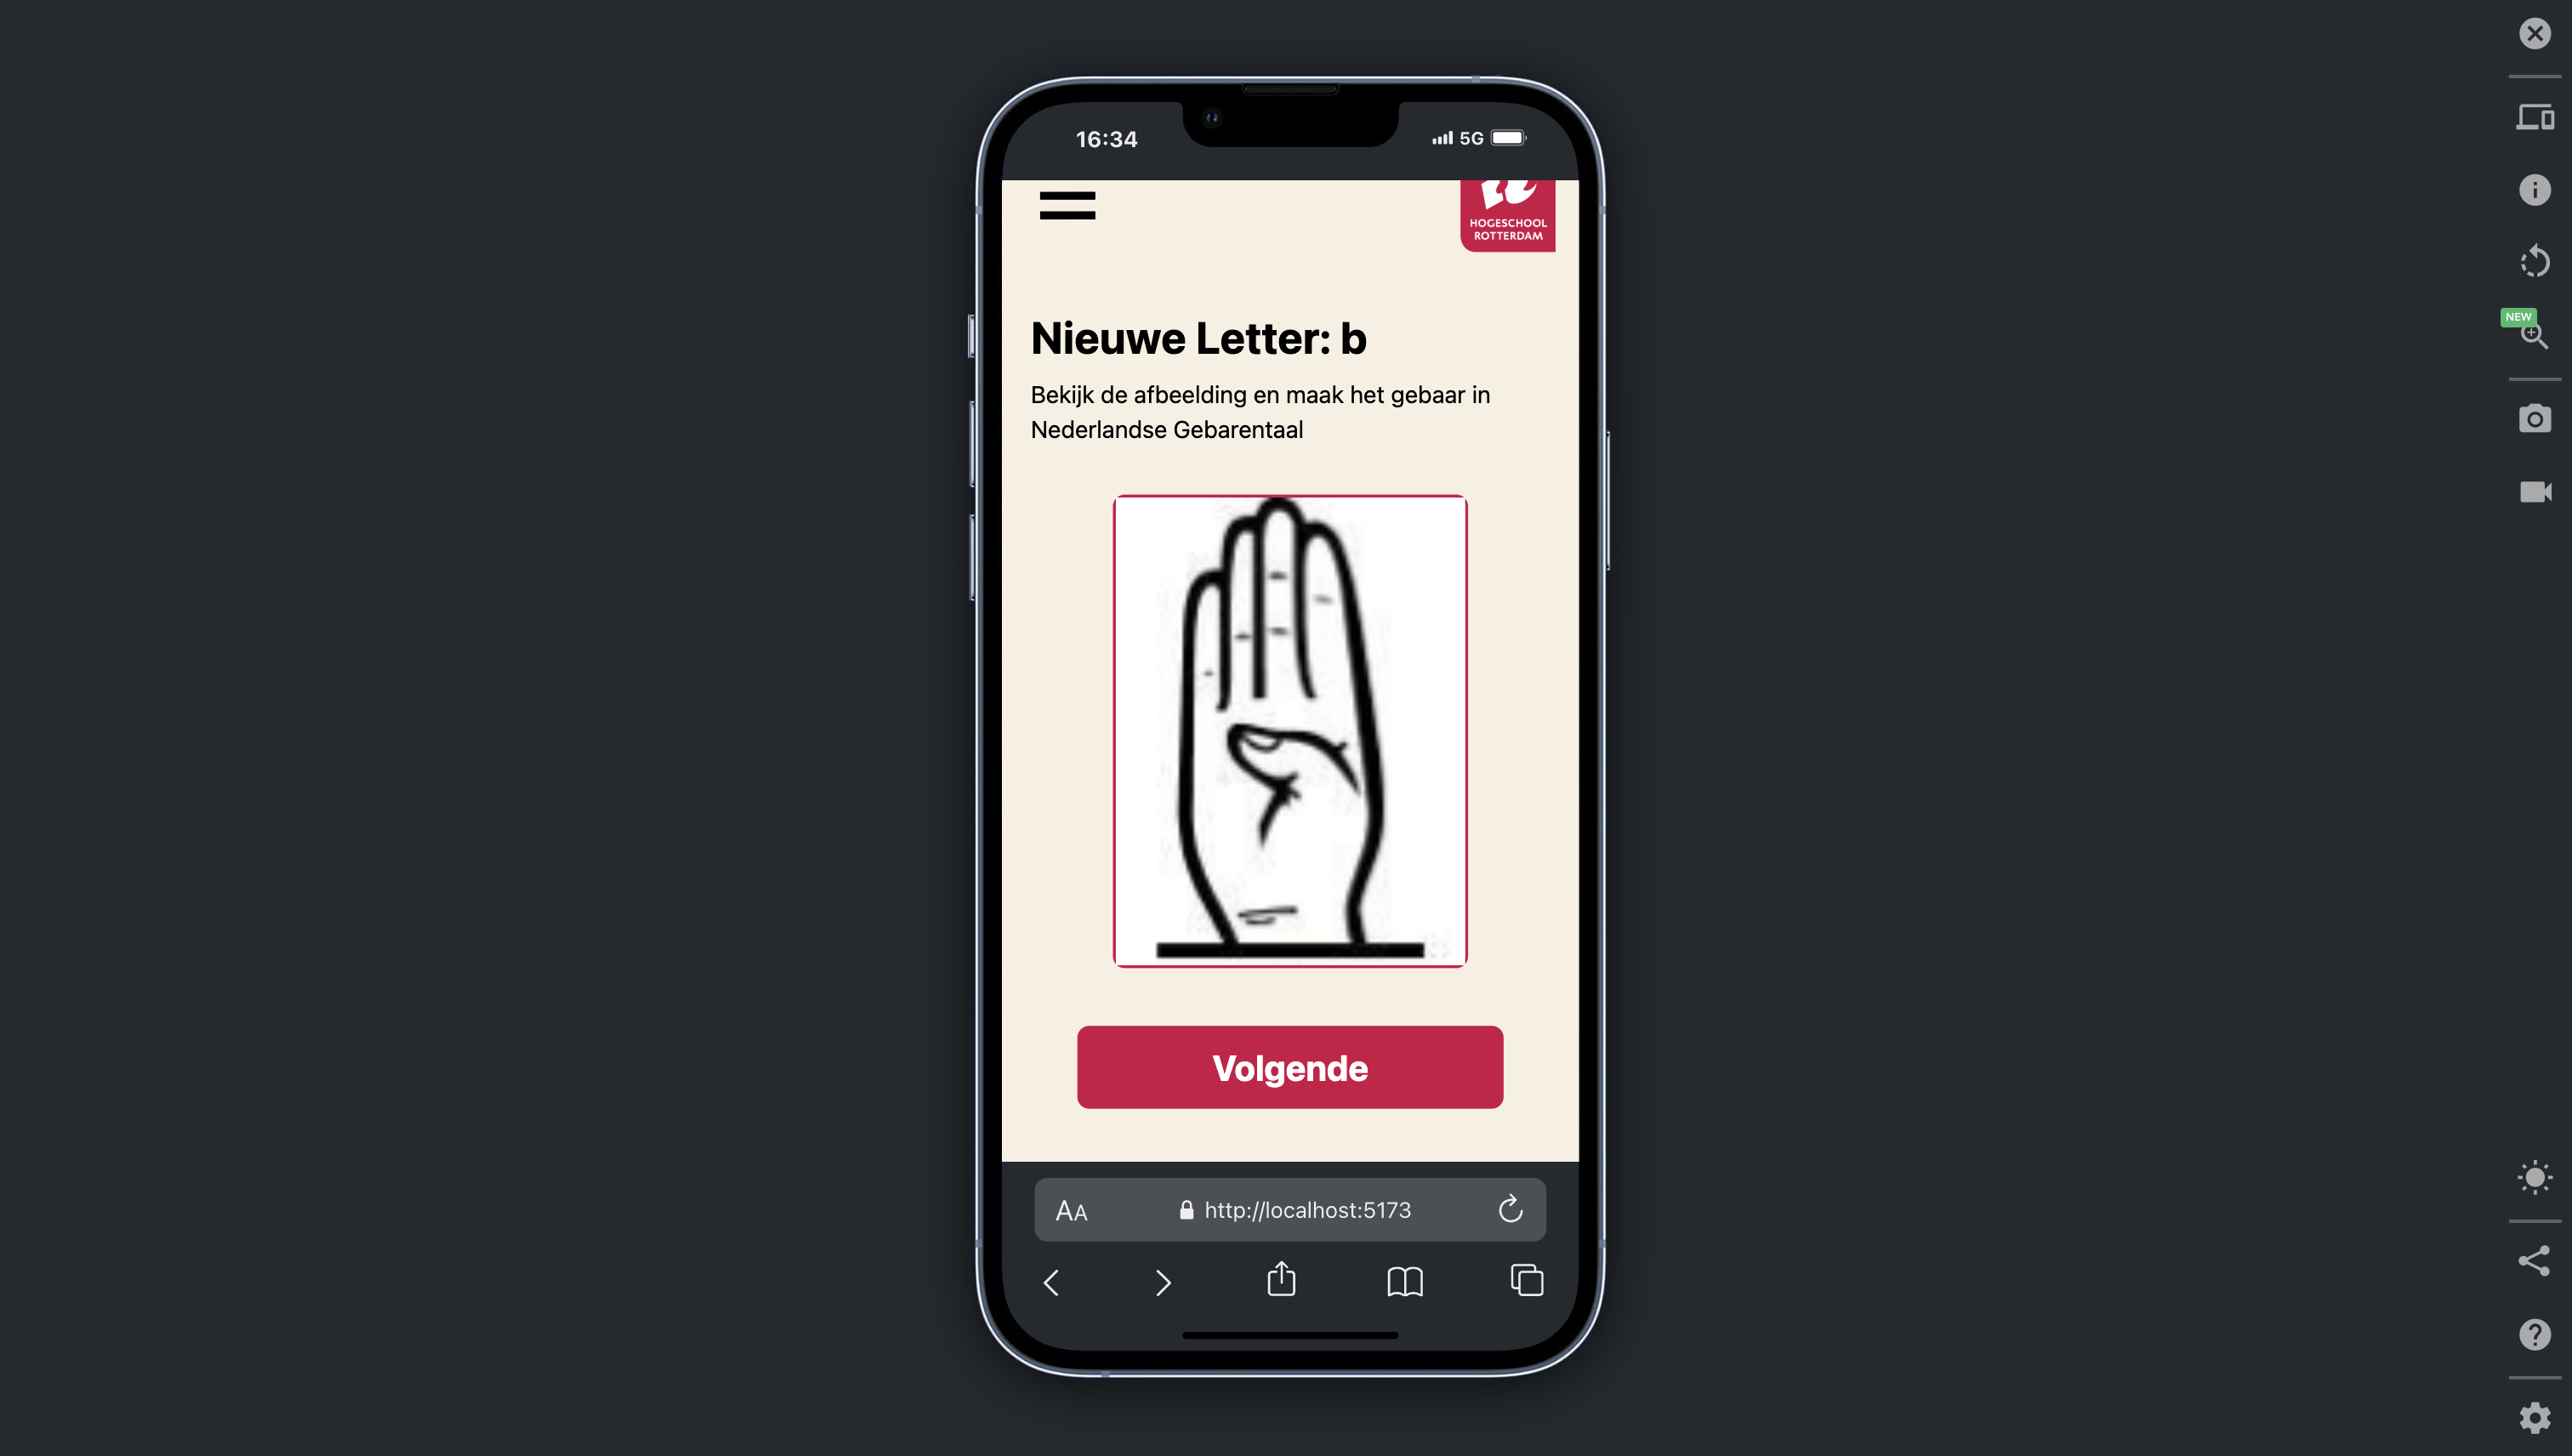 16:34
5G
HOGESCHOOL
ROTTERDAM
NEW
Nieuwe Letter: b
Bekijk de afbeelding en maak het gebaar in
Nederlandse Gebarentaal
Volgende
AA
http://localhost:5173